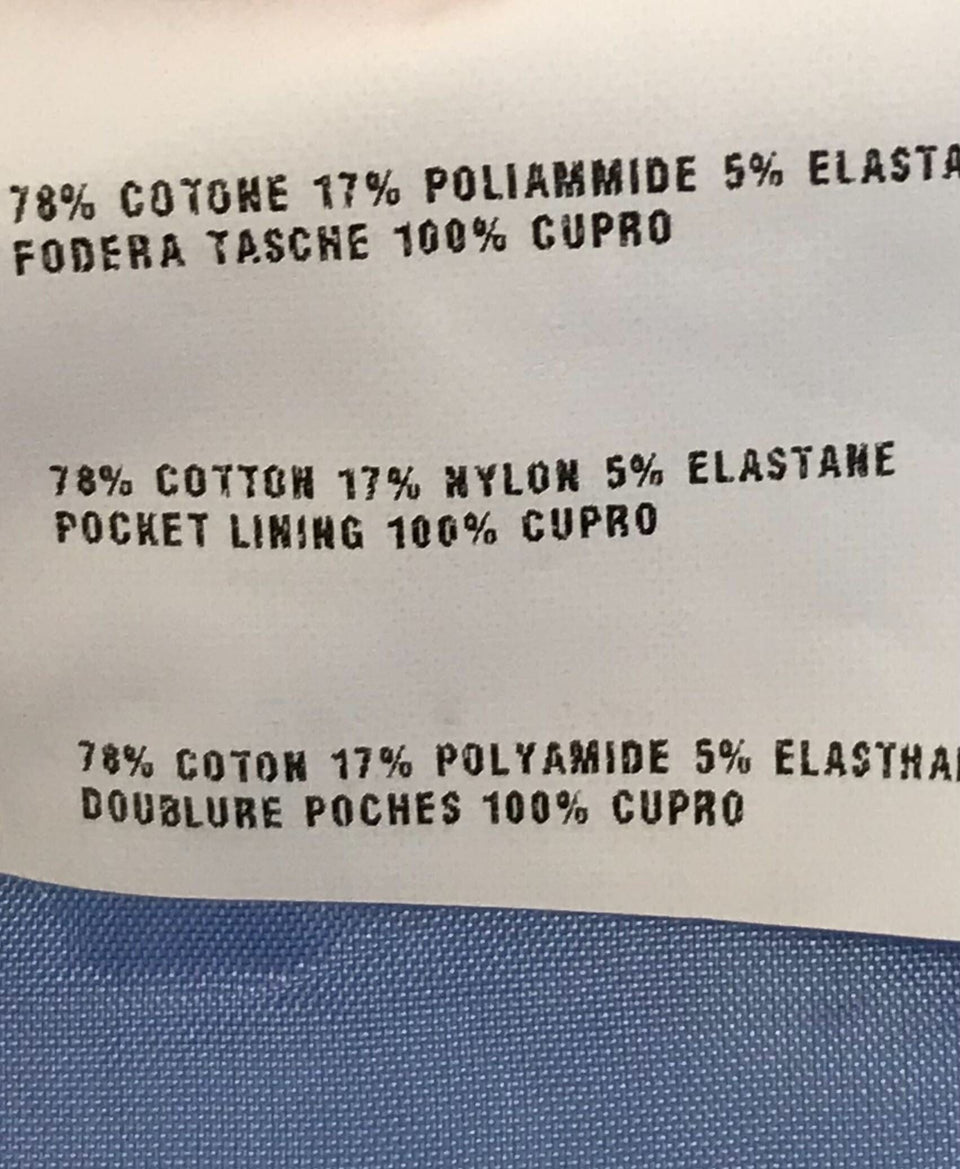 78% COTONE 17% POLIAMMIDE 5% ELASTA
FODERA TASCHE 100% CUPRO
78% COTTON 17% NYLON 5% ELASTANE
POCKET LINING 100% CUPRO
78% COTON 17% POLYAMIDE 5% ELASTHA
DOUBLURE POCHES 100% CUPRO